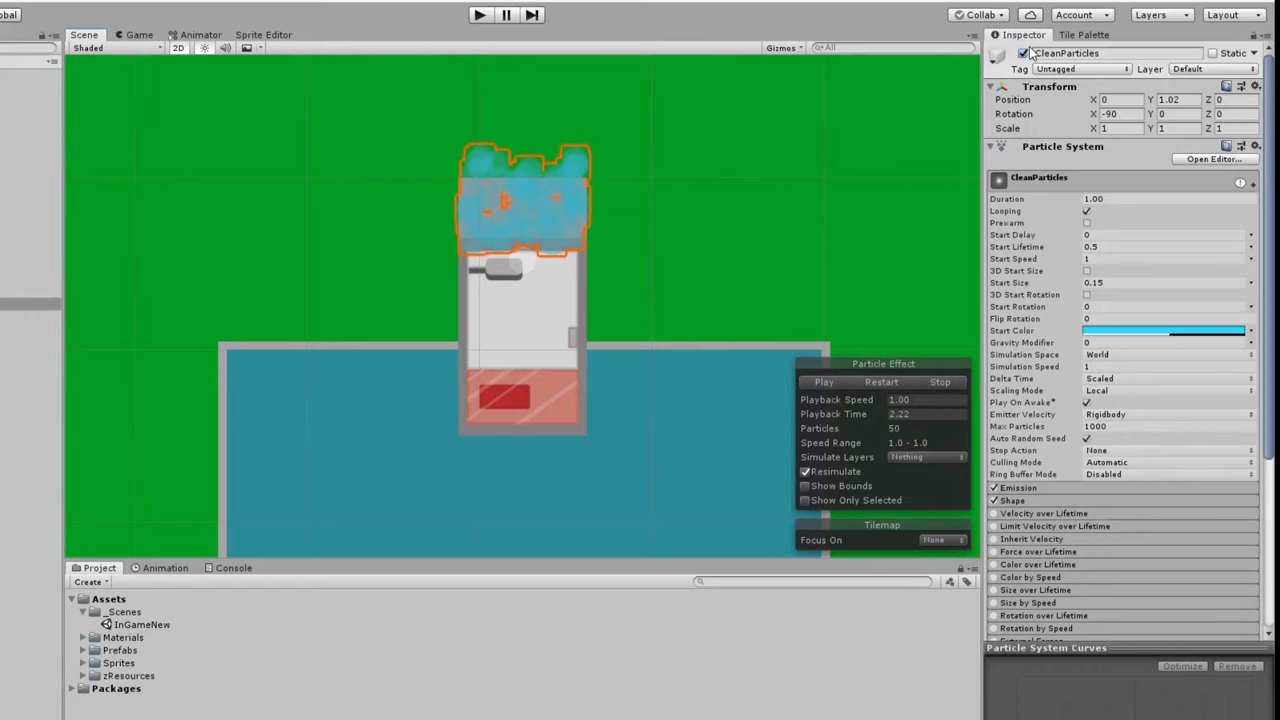 obal
Collab
Account
Layers
Layout
Scene
Game
Animator
Sprite Editor
Inspector
Tile Palette
Shaded
2D
Gizmos
All
CleanParticles
Static
Tag Untagged Layer Default
Transform
Position X 0 Y 1.02 Z 0
Rotation X -90 Y 0 Z 0
Scale X 1 Y 1 Z 1
Particle System
Open Editor...
CleanParticles
Duration 1.00
Looping
Prewarm
Start Delay 0
Start Lifetime 0.5
Start Speed 1
3D Start Size
Start Size 0.15
3D Start Rotation
Start Rotation 0
Flip Rotation 0
Start Color
Gravity Modifier 0
Simulation Space World
Simulation Speed 1
Delta Time Scaled
Scaling Mode Local
Play On Awake*
Emitter Velocity Rigidbody
Max Particles 1000
Auto Random Seed
Stop Action None
Culling Mode Automatic
Ring Buffer Mode Disabled
Emission
Shape
Velocity over Lifetime
Limit Velocity over Lifetime
Inherit Velocity
Force over Lifetime
Color over Lifetime
Color by Speed
Size over Lifetime
Size by Speed
Rotation over Lifetime
Rotation by Speed
Particle System Curves
Optimize Remove
Particle Effect
Play Restart Stop
Playback Speed 1.00
Playback Time 2.22
Particles 50
Speed Range 1.0 - 1.0
Simulate Layers Nothing
Resimulate
Show Bounds
Show Only Selected
Tilemap
Focus On None
Project
Animation
Console
Create
Assets
_Scenes
InGameNew
Materials
Prefabs
Sprites
zResources
Packages